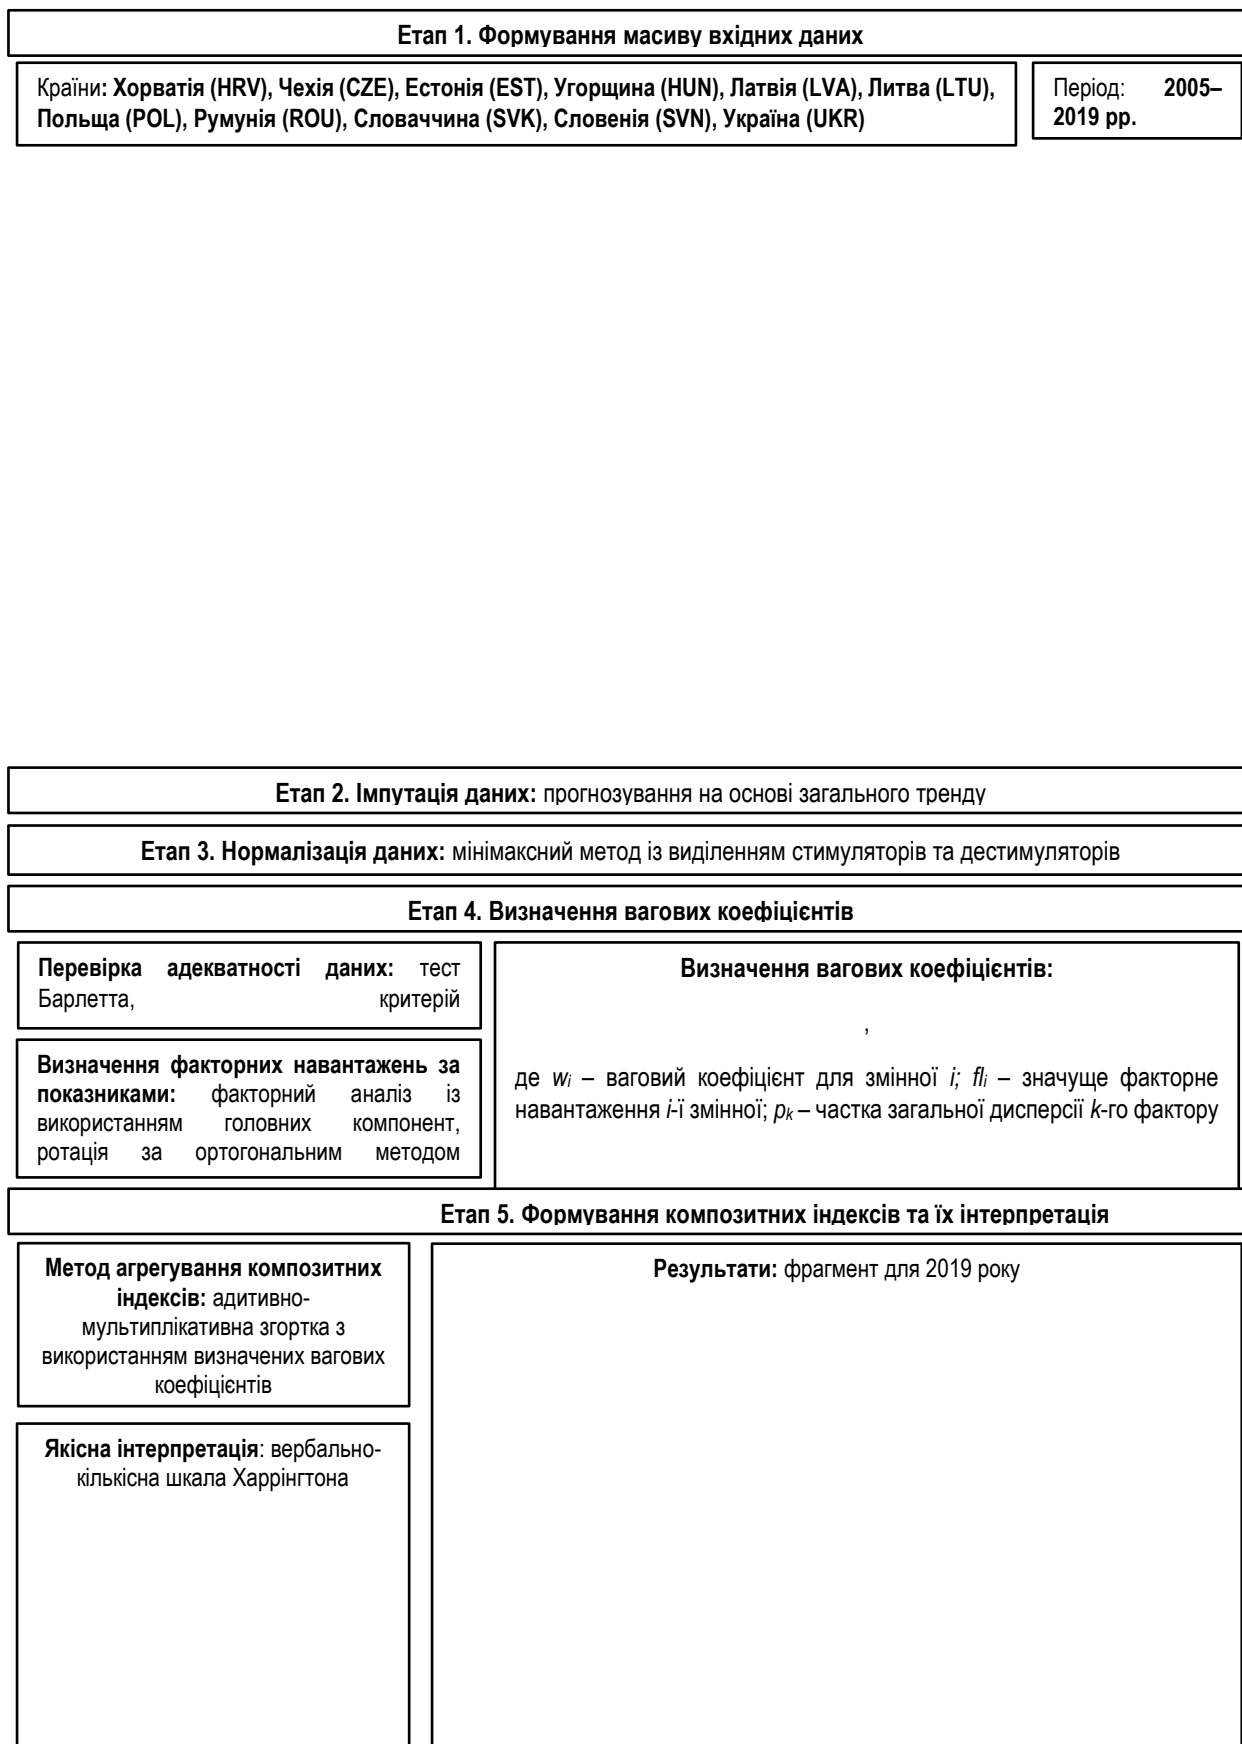 Етап 1. Формування масиву вхідних даних
Країни: Хорватія (HRV), Чехія (CZE), Естонія (EST), Угорщина (HUN), Латвія (LVA), Литва (LTU),
Польща (POL), Румунія (ROU), Словаччина (SVK), Словенія (SVN), Україна (UKR)
Період: 2005–
2019 рр.
Етап 2. Імпутація даних: прогнозування на основі загального тренду
Етап 3. Нормалізація даних: мінімаксний метод із виділенням стимуляторів та дестимуляторів
Етап 4. Визначення вагових коефіцієнтів
Перевірка адекватності даних: тест
Барлетта, критерій
Визначення факторних навантажень за
показниками: факторний аналіз із
використанням головних компонент,
ротація за ортогональним методом
Визначення вагових коефіцієнтів:
,
де wi – ваговий коефіцієнт для змінної i; fli – значуще факторне
навантаження i-ї змінної; pk – частка загальної дисперсії k-го фактору
Етап 5. Формування композитних індексів та їх інтерпретація
Метод агрегування композитних
індексів: адитивно-
мультиплікативна згортка з
використанням визначених вагових
коефіцієнтів
Якісна інтерпретація: вербально-
кількісна шкала Харрінгтона
Результати: фрагмент для 2019 року